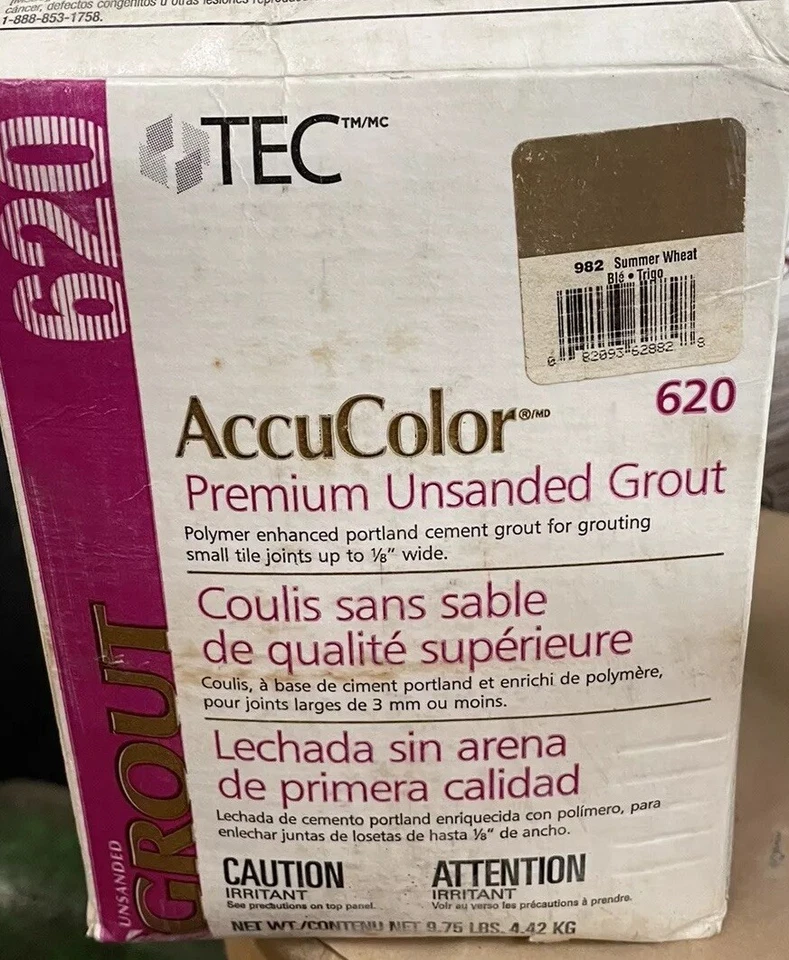 cáncer, defectos congénitos u otras lesiones
1-888-853-1758.
620
TEC TM/MC
982 Summer Wheat
Blé • Trigo
0 82093 62882 8
AccuColor ®/MD
620
Premium Unsanded Grout
Polymer enhanced portland cement grout for grouting
small tile joints up to 1/8" wide.
Coulis sans sable
de qualité supérieure
Coulis, à base de ciment portland et enrichi de polymère,
pour joints larges de 3 mm ou moins.
Lechada sin arena
de primera calidad
Lechada de cemento portland enriquecida con polímero, para
enlechar juntas de losetas de hasta 1/8" de ancho.
UNSANDED
GROUT
CAUTION
IRRITANT
See precautions on top panel.
ATTENTION
IRRITANT
Voir au verso les précautions à prendre.
NET WT./CONTENU NET 9.75 LBS. 4.42 KG